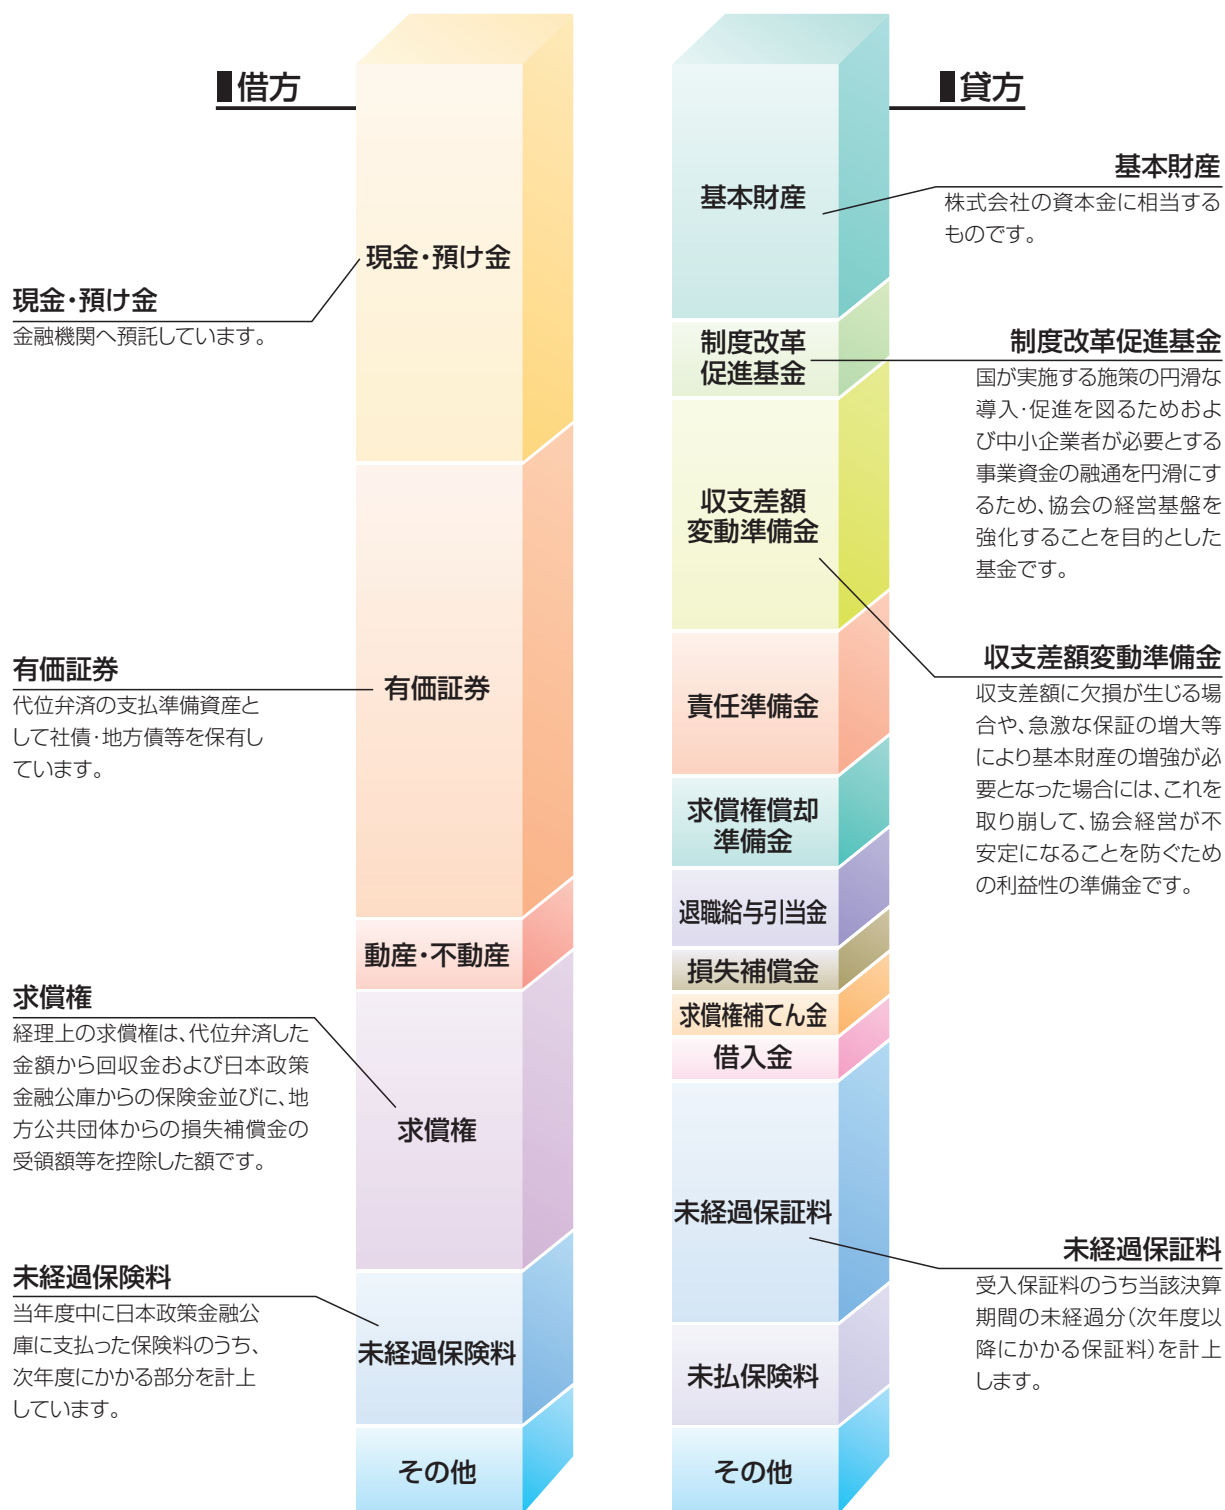 借方
現金・預け金
有価証券
動産・不動産
求償権
未経過保険料
その他
現金・預け金
金融機関へ預託しています。
有価証券
代位弁済の支払準備資産と
して社債・地方債等を保有し
ています。
求償権
経理上の求償権は、代位弁済した
金額から回収金および日本政策
金融公庫からの保険金並びに、地
方公共団体からの損失補償金の
受領額等を控除した額です。
未経過保険料
当年度中に日本政策金融公
庫に支払った保険料のうち、
次年度にかかる部分を計上
しています。
貸方
基本財産
制度改革
促進基金
収支差額
変動準備金
責任準備金
求償権償却
準備金
退職給与引当金
損失補償金
求償権補てん金
借入金
未経過保証料
未払保険料
その他
基本財産
株式会社の資本金に相当する
ものです。
制度改革促進基金
国が実施する施策の円滑な
導入・促進を図るためおよ
び中小企業者が必要とする
事業資金の融通を円滑にす
るため、協会の経営基盤を
強化することを目的とした
基金です。
収支差額変動準備金
収支差額に欠損が生じる場
合や、急激な保証の増大等
により基本財産の増強が必
要となった場合には、これを
取り崩して、協会経営が不
安定になることを防ぐため
の利益性の準備金です。
未経過保証料
受入保証料のうち当該決算
期間の未経過分(次年度以
降にかかる保証料)を計上
します。